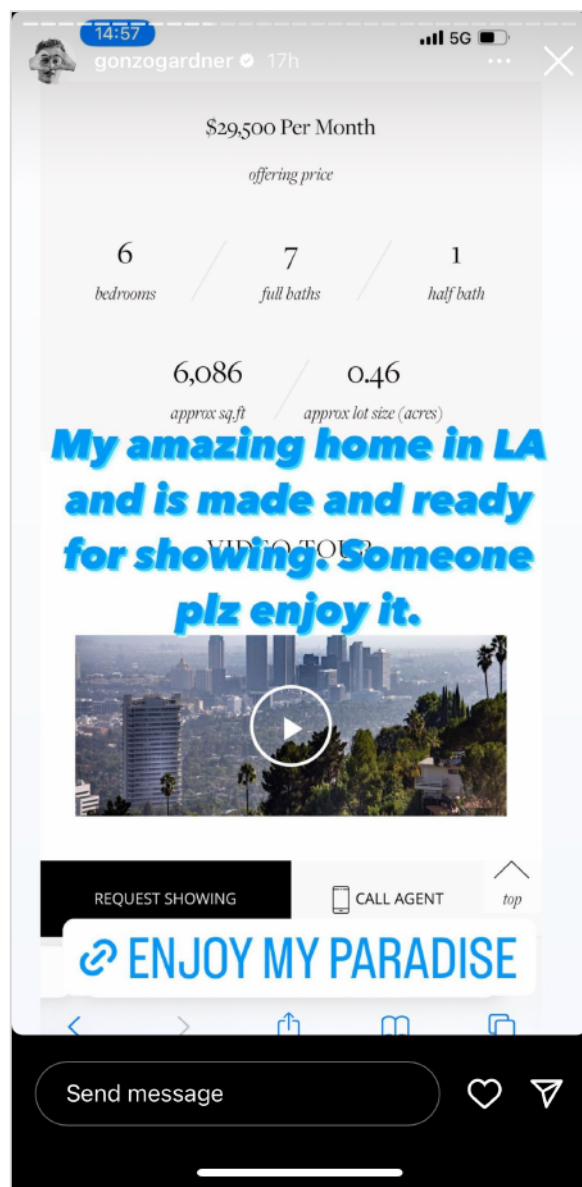 14:57
5G
gonzogardner 17h
$29,500 Per Month
offering price
6 7 1
bedrooms full baths half bath
6,086 0.46
approx sq.ft approx lot size (acres)
My amazing home in LA
and is made and ready
for showing. Someone
plz enjoy it.
VIDEO TOUR
REQUEST SHOWING CALL AGENT top
ENJOY MY PARADISE
Send message